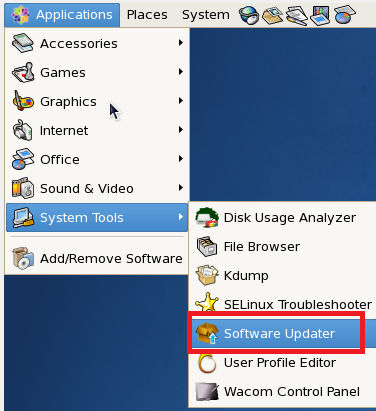 Applications Places System
Accessories
Games
Graphics
Internet
Office
Sound & Video
System Tools
Add/Remove Software
Disk Usage Analyzer
File Browser
Kdump
SELinux Troubleshooter
Software Updater
User Profile Editor
Wacom Control Panel